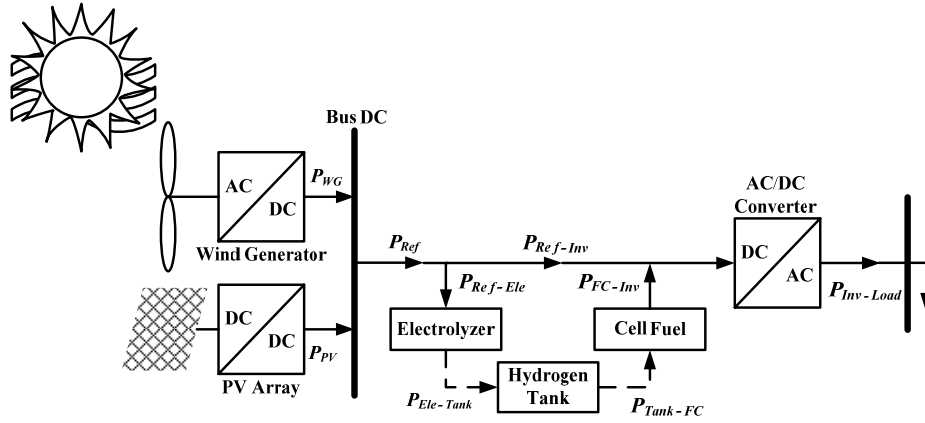 Bus DC
AC
DC
P_WG
Wind Generator
DC
DC
P_PV
PV Array
P_Ref
P_Ref-Inv
P_Ref-Ele
P_FC-Inv
Electrolyzer
Cell Fuel
P_Ele-Tank
Hydrogen
Tank
P_Tank-FC
AC/DC
Converter
DC
AC
P_Inv-Load